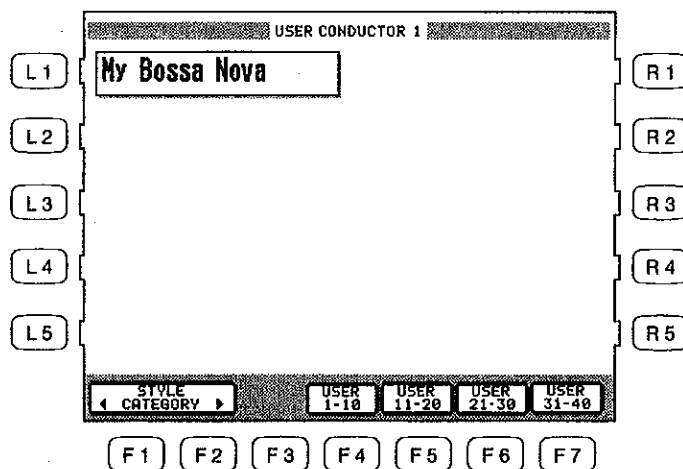 USER CONDUCTOR 1
L1
My Bossa Nova
R1
L2
R2
L3
R3
L4
R4
L5
R5
STYLE
◀ CATEGORY ▶
USER
1-10
USER
11-20
USER
21-30
USER
31-40
F1 F2 F3 F4 F5 F6 F7